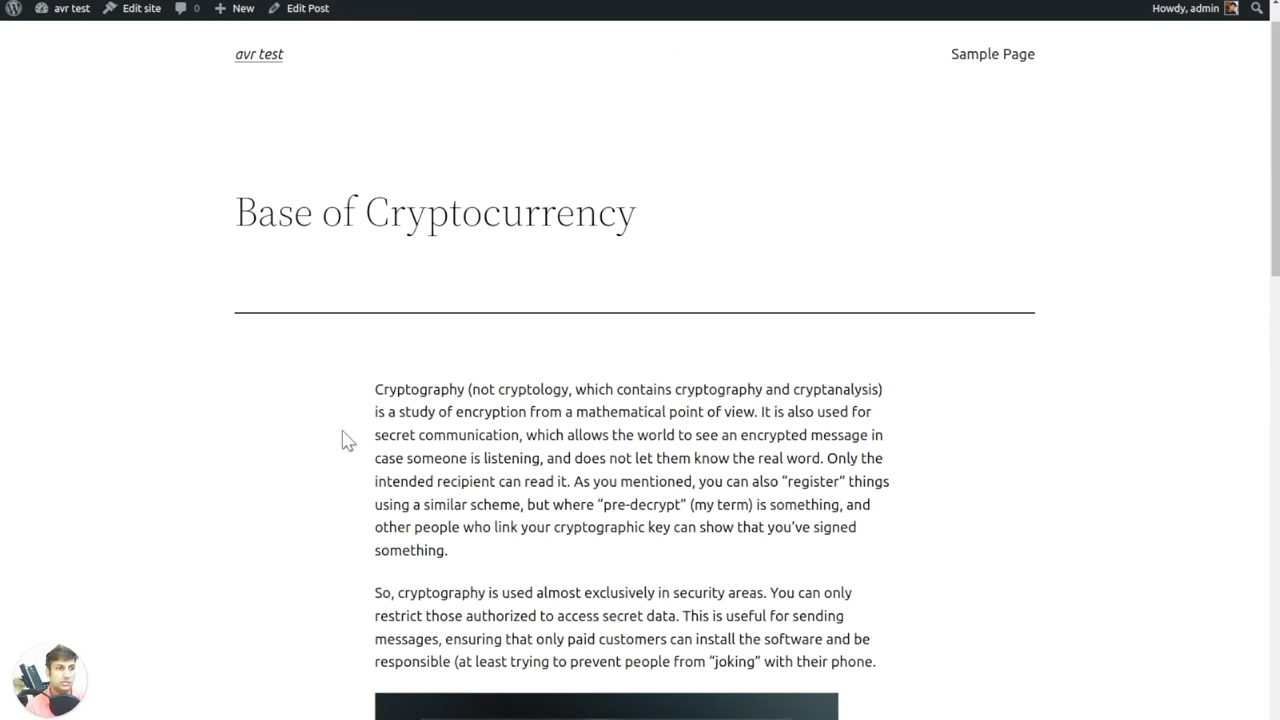 avr test Edit site 0 New Edit Post Howdy, admin
avr test Sample Page
Base of Cryptocurrency
Cryptography (not cryptology, which contains cryptography and cryptanalysis)
is a study of encryption from a mathematical point of view. It is also used for
secret communication, which allows the world to see an encrypted message in
case someone is listening, and does not let them know the real word. Only the
intended recipient can read it. As you mentioned, you can also “register” things
using a similar scheme, but where “pre-decrypt” (my term) is something, and
other people who link your cryptographic key can show that you’ve signed
something.
So, cryptography is used almost exclusively in security areas. You can only
restrict those authorized to access secret data. This is useful for sending
messages, ensuring that only paid customers can install the software and be
responsible (at least trying to prevent people from “joking” with their phone.